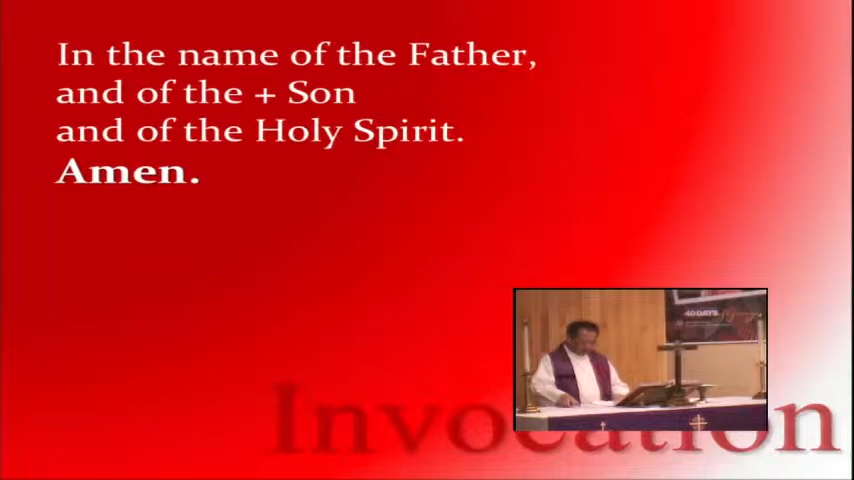 In the name of the Father,
and of the + Son
and of the Holy Spirit.
Amen.
40 DAYS
Invocation